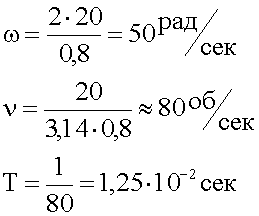 ω = 2·20 / 0,8 = 50 рад/сек
ν = 20 / 3,14·0,8 ≈ 80 об/сек
T = 1 / 80 = 1,25·10⁻² сек